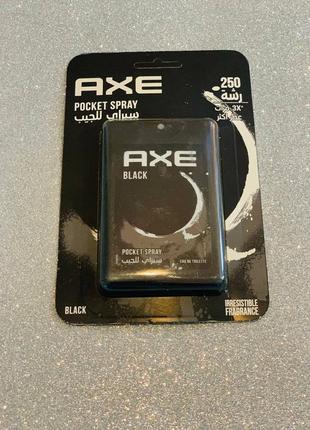 AXE
POCKET SPRAY
سبراي للجيب
250
رشة
3X*
أكثر
AXE
BLACK
POCKET SPRAY
سبراي للجيب
EAU DE TOILETTE
BLACK
IRRESISTIBLE
FRAGRANCE